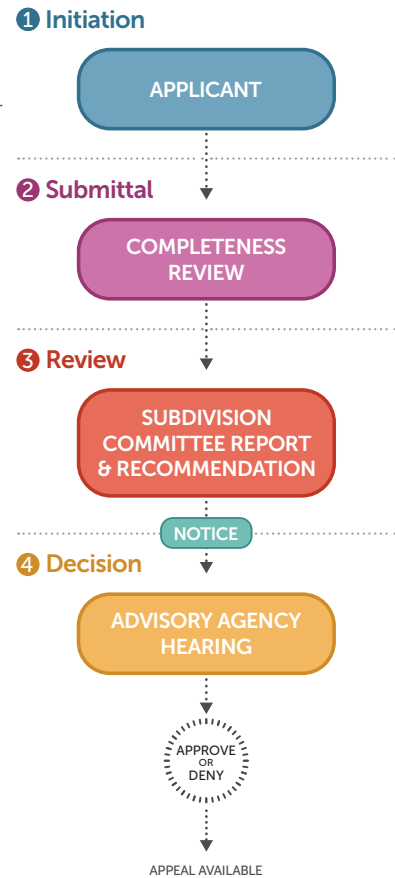 1 Initiation
APPLICANT
2 Submittal
COMPLETENESS
REVIEW
3 Review
SUBDIVISION
COMMITTEE REPORT
& RECOMMENDATION
NOTICE
4 Decision
ADVISORY AGENCY
HEARING
APPROVE
OR
DENY
APPEAL AVAILABLE